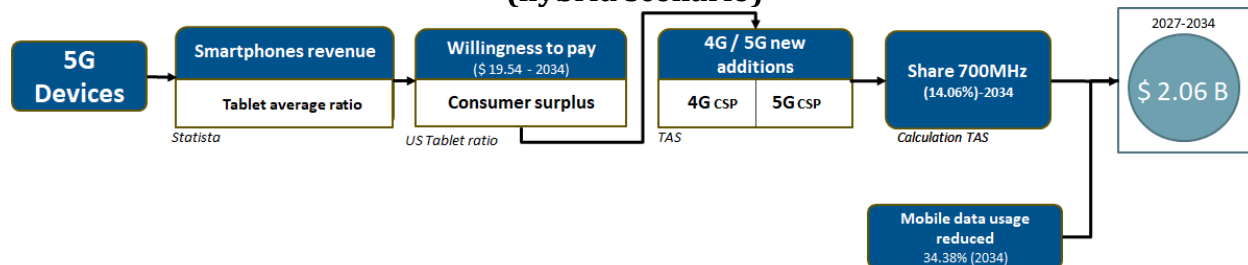 (hybrid scenario)
5G
Devices
Smartphones revenue
Tablet average ratio
Statista
Willingness to pay
($ 19.54 - 2034)
Consumer surplus
US Tablet ratio
4G / 5G new
additions
4G CSP
5G CSP
TAS
Share 700MHz
(14.06%)-2034
Calculation TAS
2027-2034
$ 2.06 B
Mobile data usage
reduced
34.38% (2034)